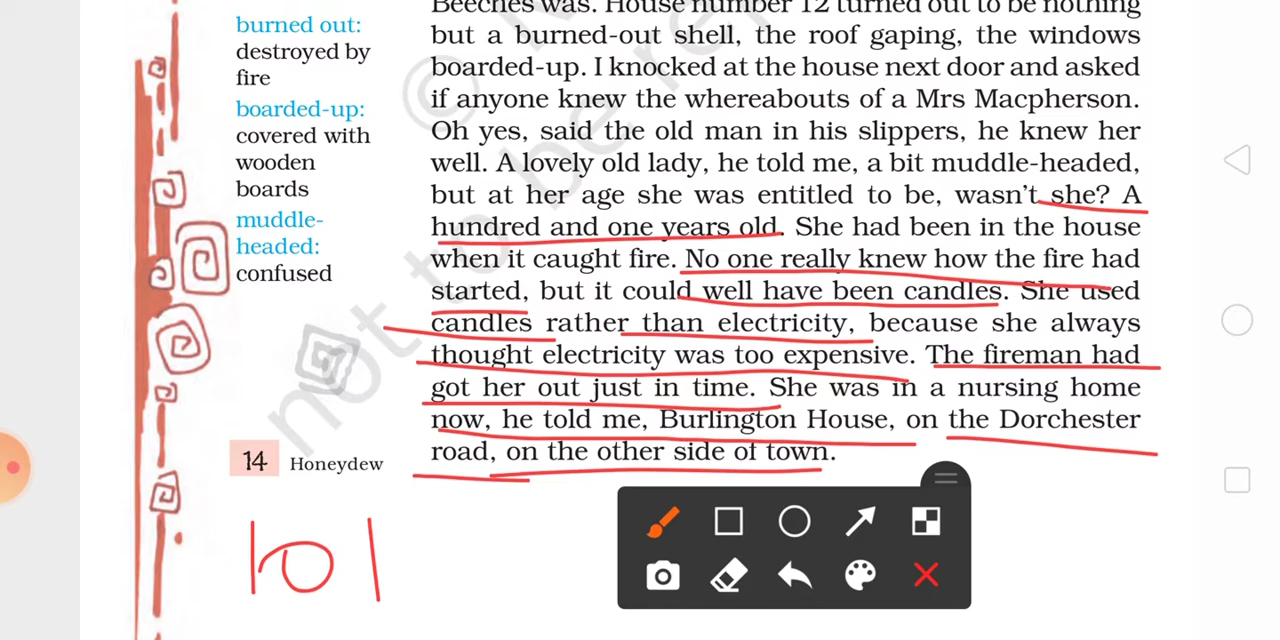 burned out:
destroyed by
fire
boarded-up:
covered with
wooden
boards
muddle-
headed:
confused
Beeches was. House number 12 turned out to be nothing
but a burned-out shell, the roof gaping, the windows
boarded-up. I knocked at the house next door and asked
if anyone knew the whereabouts of a Mrs Macpherson.
Oh yes, said the old man in his slippers, he knew her
well. A lovely old lady, he told me, a bit muddle-headed,
but at her age she was entitled to be, wasn't she? A
hundred and one years old. She had been in the house
when it caught fire. No one really knew how the fire had
started, but it could well have been candles. She used
candles rather than electricity, because she always
thought electricity was too expensive. The fireman had
got her out just in time. She was in a nursing home
now, he told me, Burlington House, on the Dorchester
road, on the other side of town.
14 Honeydew
101
© N
not to be re